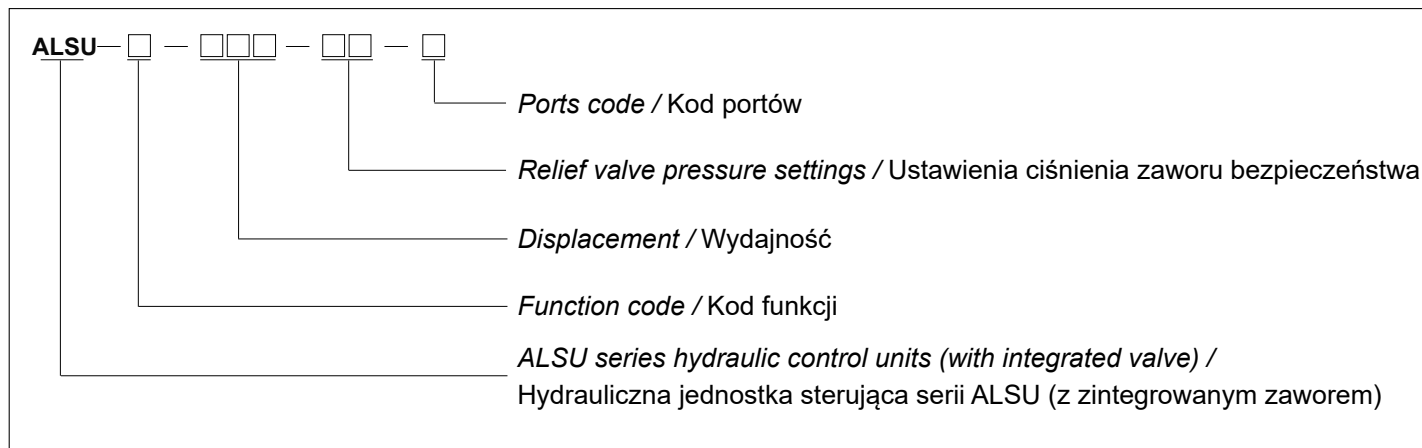 ALSU — □ — □□□ — □□ — □
Ports code / Kod portów
Relief valve pressure settings / Ustawienia ciśnienia zaworu bezpieczeństwa
Displacement / Wydajność
Function code / Kod funkcji
ALSU series hydraulic control units (with integrated valve) /
Hydrauliczna jednostka sterująca serii ALSU (z zintegrowanym zaworem)